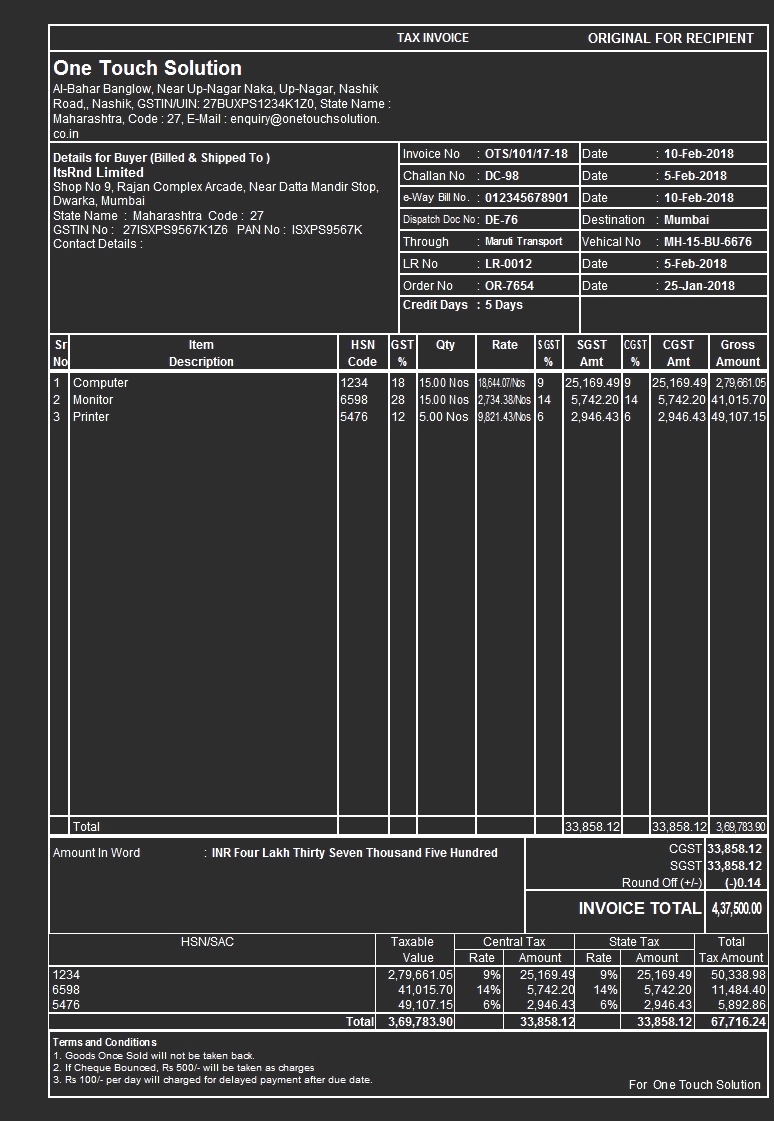 TAX INVOICE ORIGINAL FOR RECIPIENT
One Touch Solution
Al-Bahar Banglow, Near Up-Nagar Naka, Up-Nagar, Nashik
Road,, Nashik, GSTIN/UIN: 27BUXPS1234K1Z0, State Name :
Maharashtra, Code : 27, E-Mail : enquiry@onetouchsolution.
co.in
Details for Buyer (Billed & Shipped To )
ItsRnd Limited
Shop No 9, Rajan Complex Arcade, Near Datta Mandir Stop,
Dwarka, Mumbai
State Name : Maharashtra Code : 27
GSTIN No : 27ISXPS9567K1Z6 PAN No : ISXPS9567K
Contact Details :
Invoice No : OTS/101/17-18 Date : 10-Feb-2018
Challan No : DC-98 Date : 5-Feb-2018
e-Way Bill No. : 012345678901 Date : 10-Feb-2018
Dispatch Doc No : DE-76 Destination : Mumbai
Through : Maruti Transport Vehical No : MH-15-BU-6676
LR No : LR-0012 Date : 5-Feb-2018
Order No : OR-7654 Date : 25-Jan-2018
Credit Days : 5 Days
Sr Item HSN GST Qty Rate SGST SGST CGST CGST Gross
No Description Code % % Amt % Amt Amount
1 Computer 1234 18 15.00 Nos 18,644.07/Nos 9 25,169.49 9 25,169.49 2,79,661.05
2 Monitor 6598 28 15.00 Nos 2,734.38/Nos 14 5,742.20 14 5,742.20 41,015.70
3 Printer 5476 12 5.00 Nos 9,821.43/Nos 6 2,946.43 6 2,946.43 49,107.15
Total 33,858.12 33,858.12 3,69,783.90
Amount In Word : INR Four Lakh Thirty Seven Thousand Five Hundred
CGST 33,858.12
SGST 33,858.12
Round Off (+/-) (-)0.14
INVOICE TOTAL 4,37,500.00
HSN/SAC Taxable Central Tax State Tax Total
Value Rate Amount Rate Amount Tax Amount
1234 2,79,661.05 9% 25,169.49 9% 25,169.49 50,338.98
6598 41,015.70 14% 5,742.20 14% 5,742.20 11,484.40
5476 49,107.15 6% 2,946.43 6% 2,946.43 5,892.86
Total 3,69,783.90 33,858.12 33,858.12 67,716.24
Terms and Conditions
1. Goods Once Sold will not be taken back.
2. If Cheque Bounced, Rs 500/- will be taken as charges
3. Rs 100/- per day will charged for delayed payment after due date.
For One Touch Solution